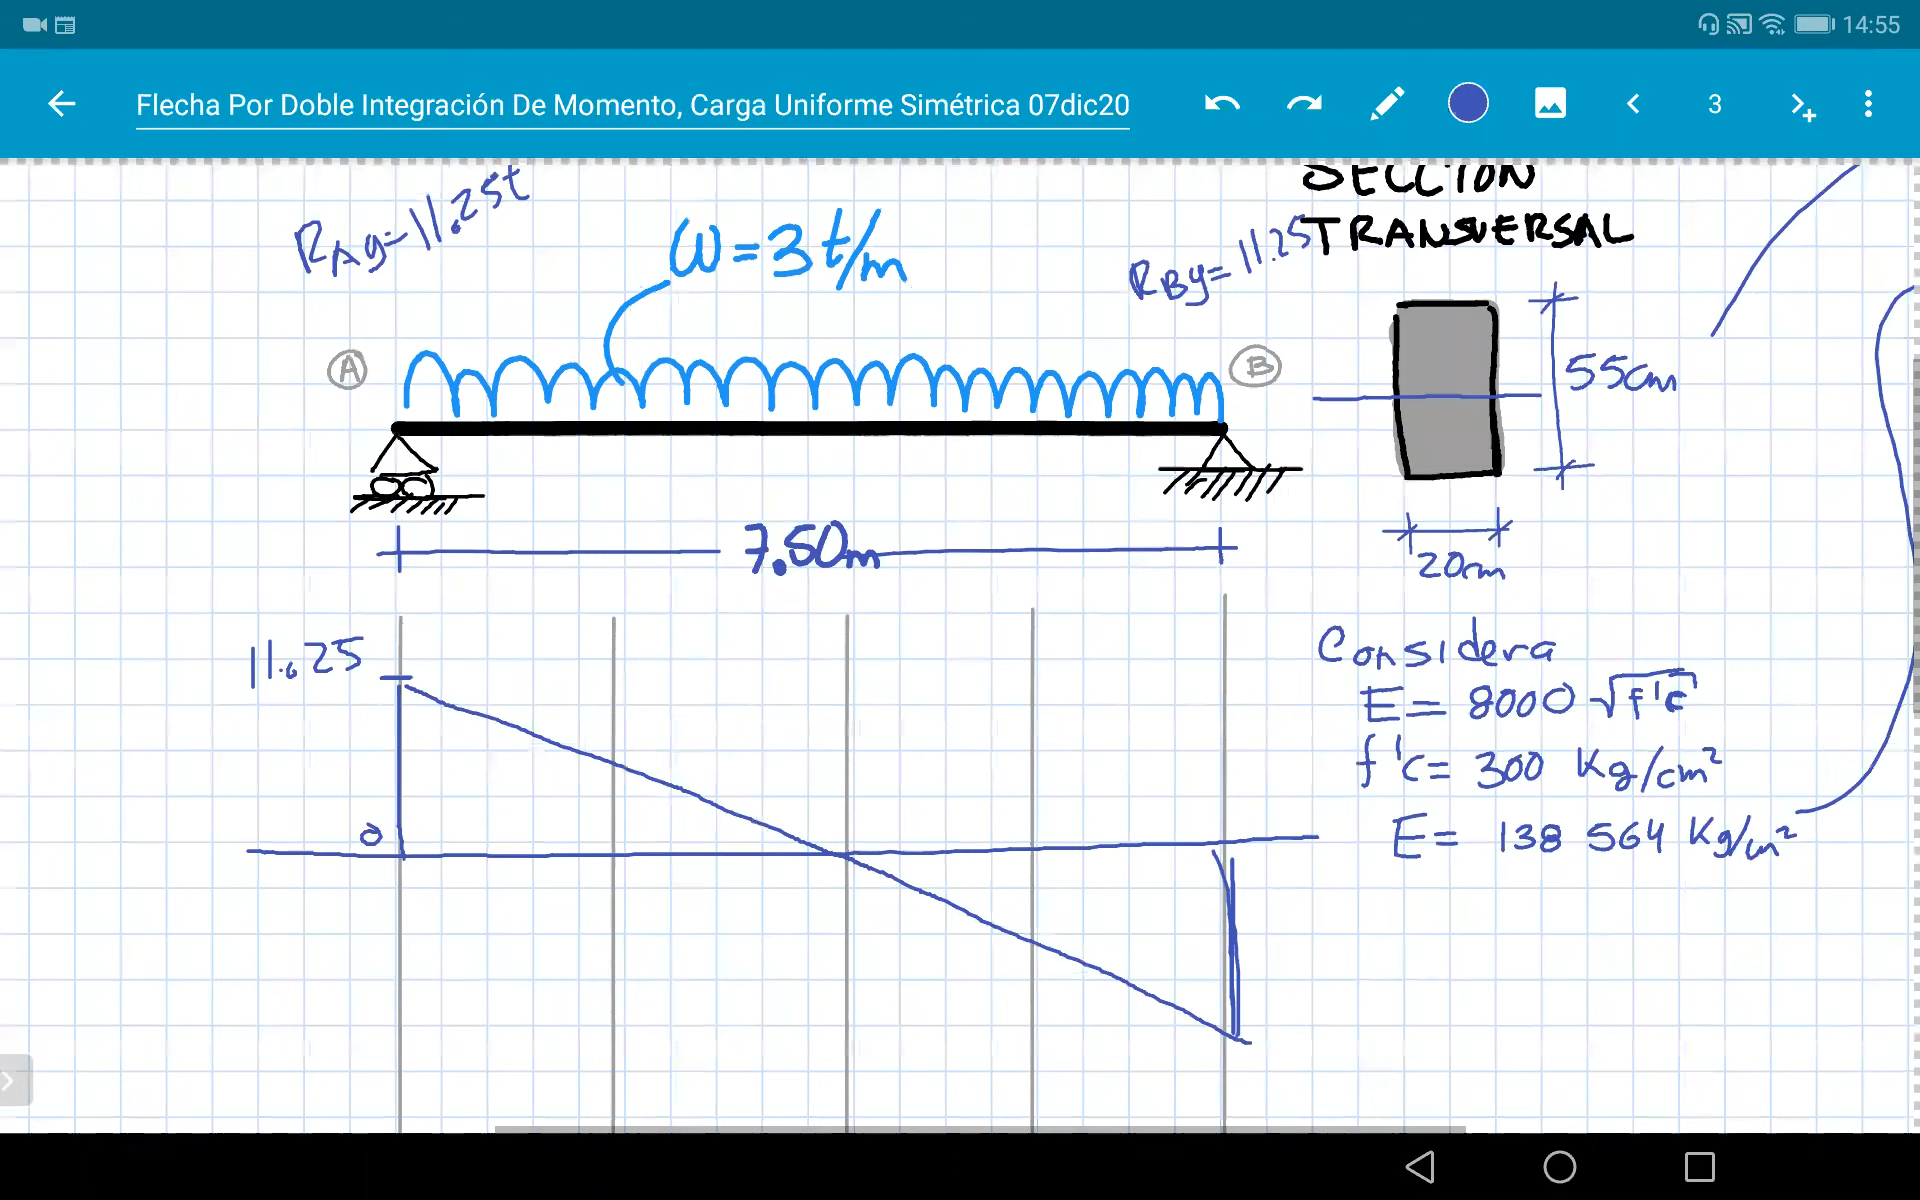 14:55
Flecha Por Doble Integración De Momento, Carga Uniforme Simétrica 07dic20
3
SECCION
TRANSVERSAL
RAy=11.25t
ω=3t/m
RBy=11.25
A
B
55cm
7.50m
20cm
11.25
0
Considera
E= 8000 √f'c
f'c= 300 Kg/cm²
E= 138 564 Kg/cm²